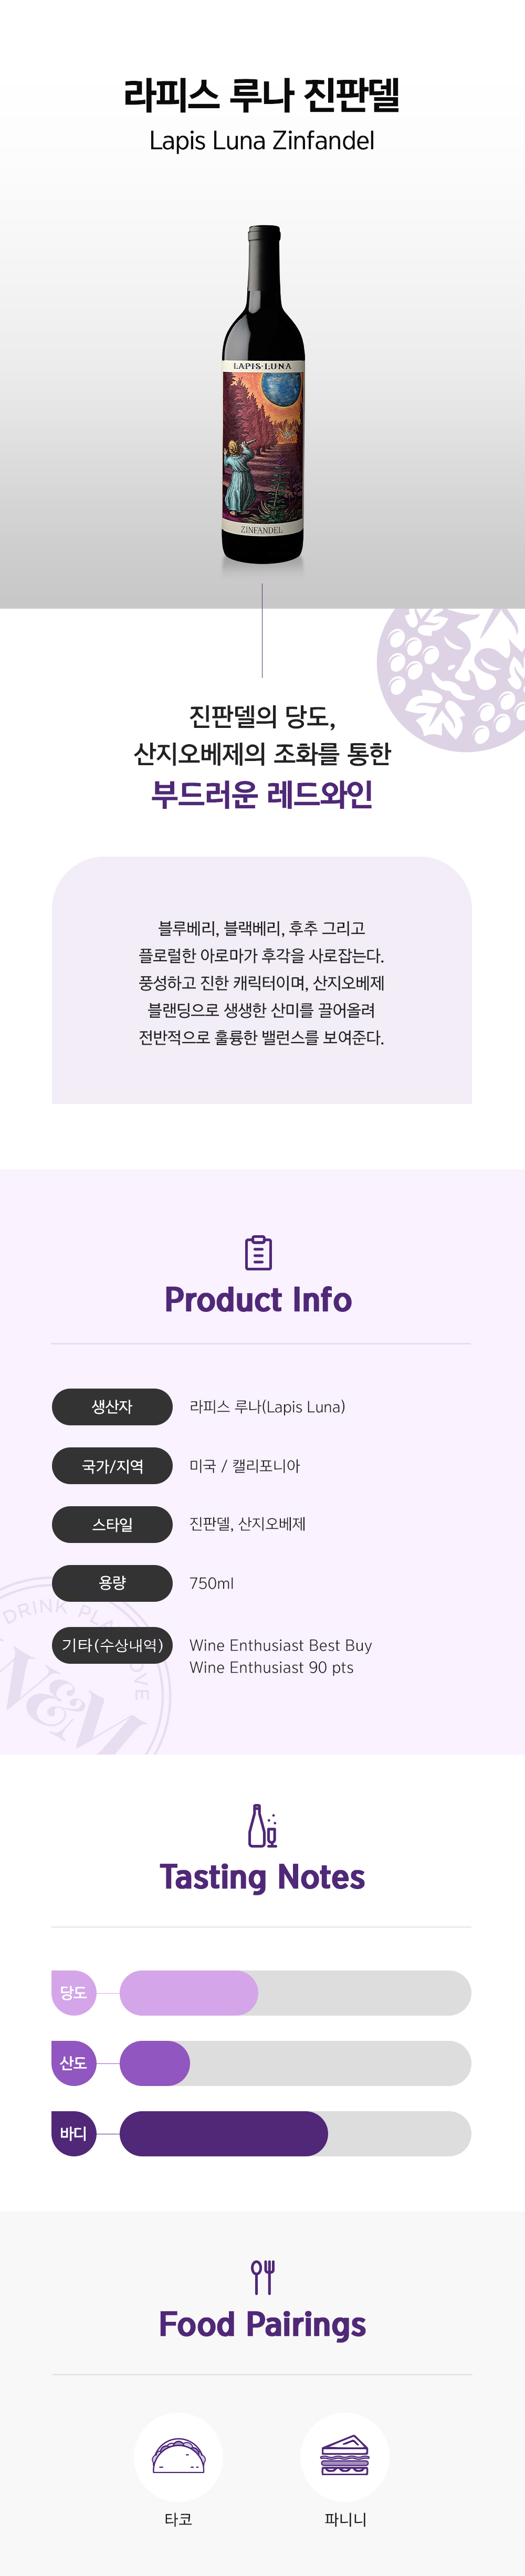 라피스 루나 진판델
Lapis Luna Zinfandel
LAPIS·LUNA
ZINFANDEL
진판델의 당도,
산지오베제의 조화를 통한
부드러운 레드와인
블루베리, 블랙베리, 후추 그리고
플로럴한 아로마가 후각을 사로잡는다.
풍성하고 진한 캐릭터이며, 산지오베제
블랜딩으로 생생한 산미를 끌어올려
전반적으로 훌륭한 밸런스를 보여준다.
Product Info
생산자 라피스 루나(Lapis Luna)
국가/지역 미국 / 캘리포니아
스타일 진판델, 산지오베제
용량 750ml
기타(수상내역) Wine Enthusiast Best Buy
Wine Enthusiast 90 pts
DRINK
W&M
Tasting Notes
당도
산도
바디
Food Pairings
타코 파니니